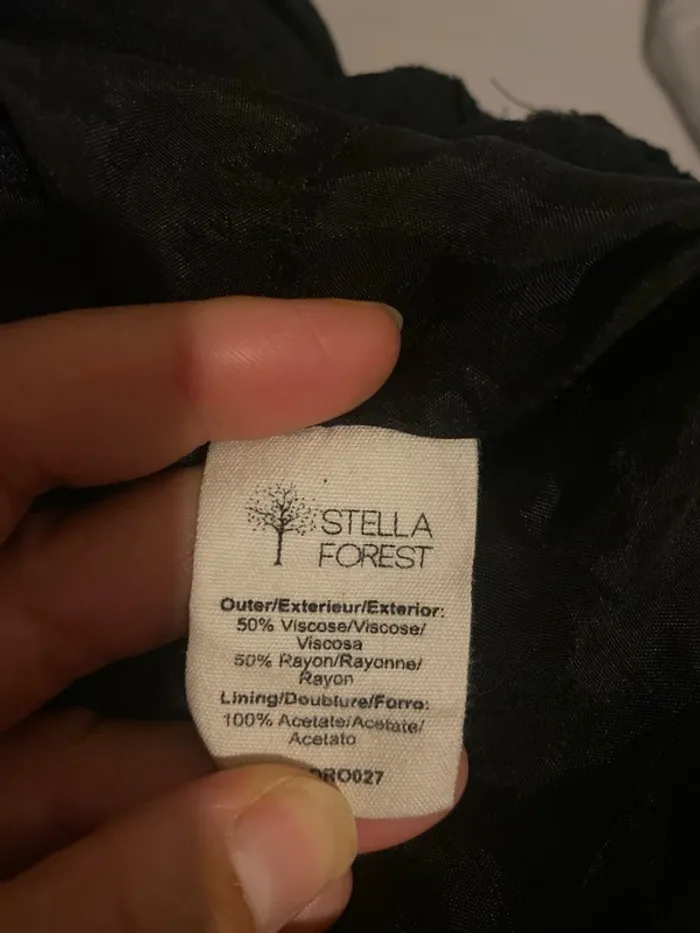 STELLA
FOREST
Outer/Exterieur/Exterior:
50% Viscose/Viscose/
Viscosa
50% Rayon/Rayonne/
Rayon
Lining/Doublure/Forro:
100% Acetate/Acetate/
Acetato